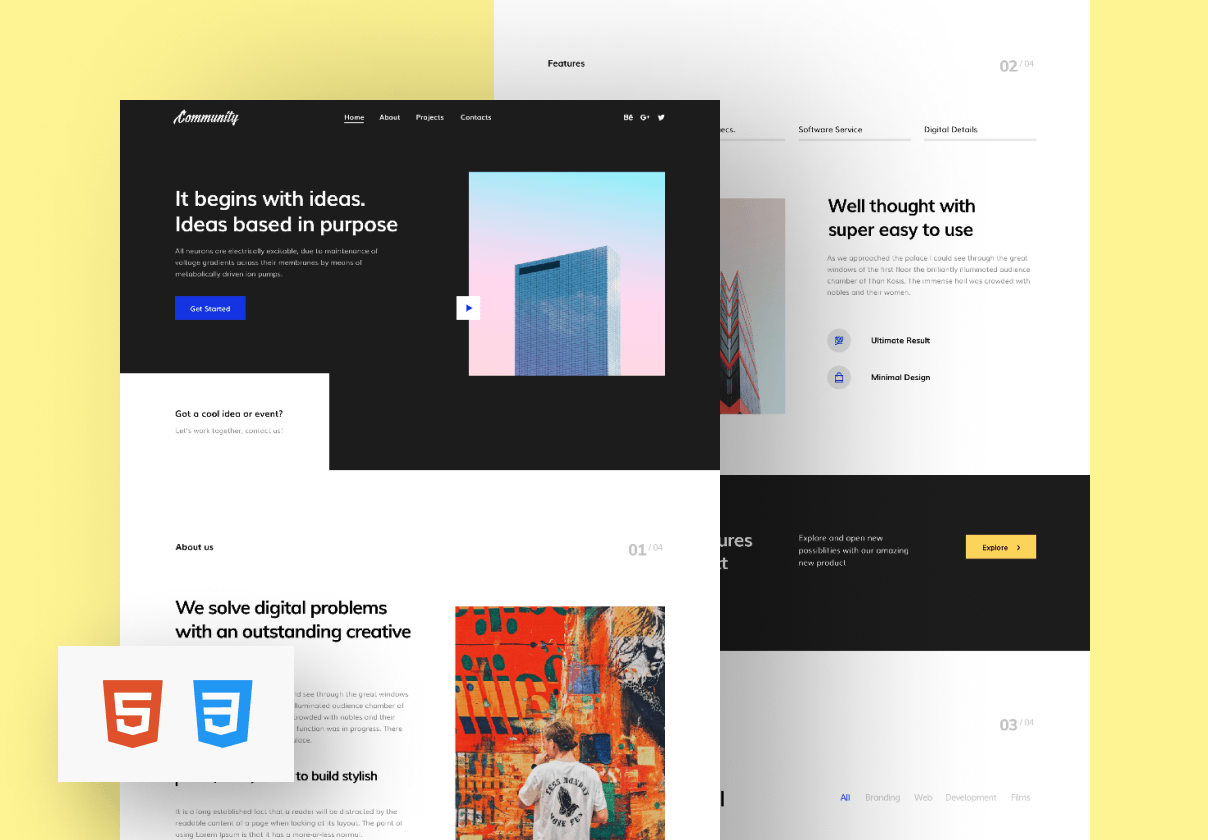 Features
02 / 04
Community
Home About Projects Contacts
Bē G+
ecs.
Software Service
Digital Details
It begins with ideas.
Ideas based in purpose
All neurons are electrically excitable, due to maintenance of
voltage gradients across their membranes by means of
metabolically driven ion pumps.
Get Started
Well thought with
super easy to use
As we approached the palace I could see through the great
windows of the first floor the brilliantly illuminated audience
chamber of Than Kosis. The immense hall was crowded with
nobles and their women.
Ultimate Result
Minimal Design
Got a cool idea or event?
Let's work together, contact us!
ures
ct
Explore and open new
possiblities with our amazing
new product
Explore
About us
01 / 04
We solve digital problems
with an outstanding creative
nd see through the great windows
lluminated audience chamber of
crowded with nobles and their
function was in progress. There
alace.
to build stylish
It is a long established fact that a reader will be distracted by the
readable content of a page when looking at its layout. The point of
using Lorem Ipsum is that it has a more-or-less normal.
03 / 04
All Branding Web Development Films